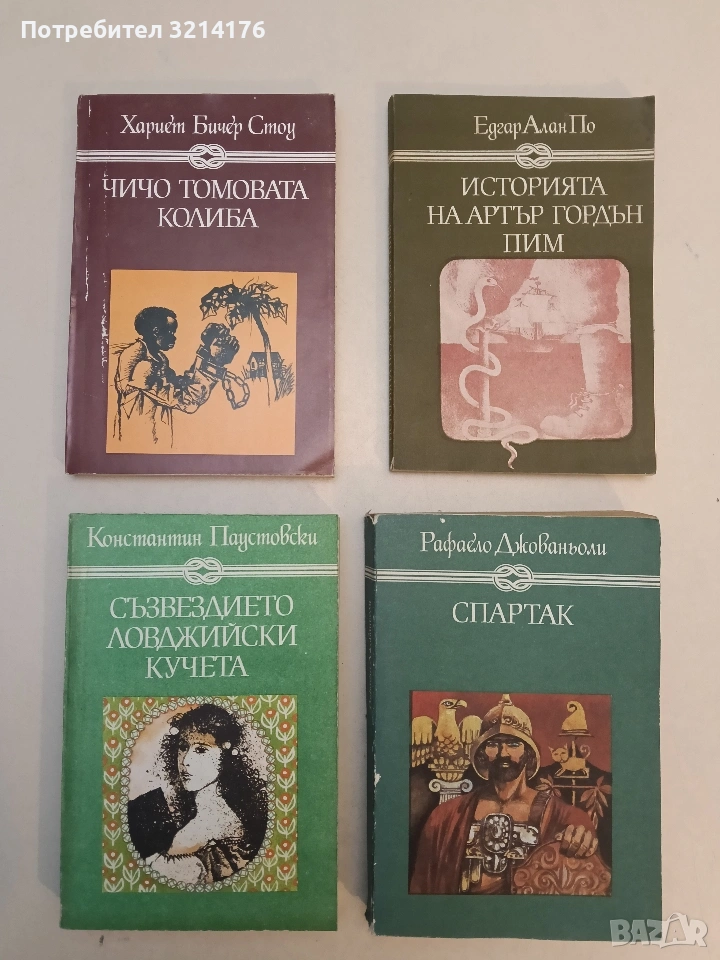 Потребител 3214176
Хариет Бичер Стоу
ЧИЧО ТОМОВАТА
КОЛИБА
Едгар Алан По
ИСТОРИЯТА
НА АРТЪР ГОРДЪН
ПИМ
Константин Паустовски
СЪЗВЕЗДИЕТО
ЛОВДЖИЙСКИ
КУЧЕТА
Рафаело Джованьоли
СПАРТАК
BAZAR